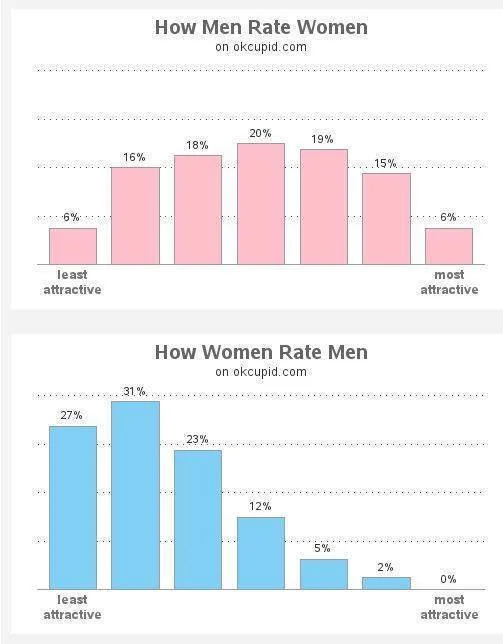 How Men Rate Women
on okcupid.com
6% 16% 18% 20% 19% 15% 6%
least most
attractive attractive
How Women Rate Men
on okcupid.com
27% 31% 23% 12% 5% 2% 0%
least most
attractive attractive